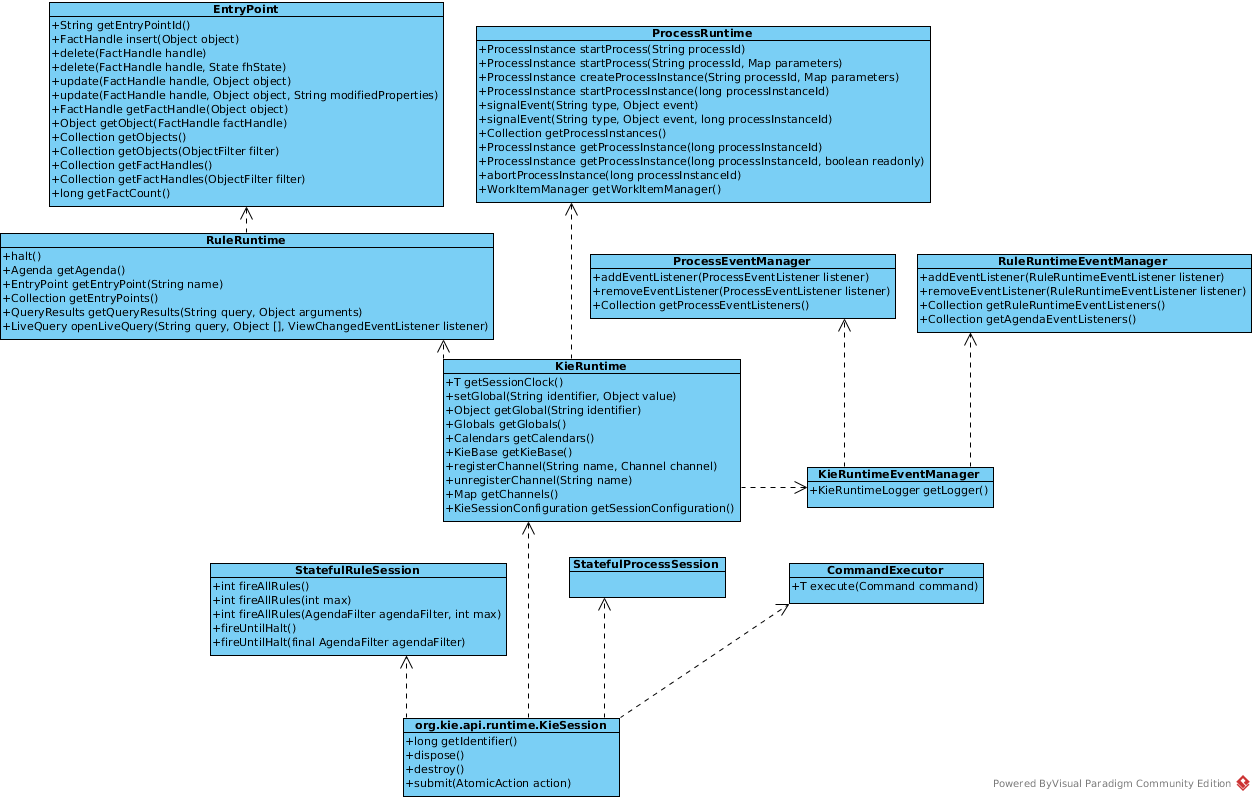 EntryPoint
+String getEntryPointId()
+FactHandle insert(Object object)
+delete(FactHandle handle)
+delete(FactHandle handle, State fhState)
+update(FactHandle handle, Object object)
+update(FactHandle handle, Object object, String modifiedProperties)
+FactHandle getFactHandle(Object object)
+Object getObject(FactHandle factHandle)
+Collection getObjects()
+Collection getObjects(ObjectFilter filter)
+Collection getFactHandles()
+Collection getFactHandles(ObjectFilter filter)
+long getFactCount()
ProcessRuntime
+ProcessInstance startProcess(String processId)
+ProcessInstance startProcess(String processId, Map parameters)
+ProcessInstance createProcessInstance(String processId, Map parameters)
+ProcessInstance startProcessInstance(long processInstanceId)
+signalEvent(String type, Object event)
+signalEvent(String type, Object event, long processInstanceId)
+Collection getProcessInstances()
+ProcessInstance getProcessInstance(long processInstanceId)
+ProcessInstance getProcessInstance(long processInstanceId, boolean readonly)
+abortProcessInstance(long processInstanceId)
+WorkItemManager getWorkItemManager()
RuleRuntime
+halt()
+Agenda getAgenda()
+EntryPoint getEntryPoint(String name)
+Collection getEntryPoints()
+QueryResults getQueryResults(String query, Object arguments)
+LiveQuery openLiveQuery(String query, Object [], ViewChangedEventListener listener)
ProcessEventManager
+addEventListener(ProcessEventListener listener)
+removeEventListener(ProcessEventListener listener)
+Collection getProcessEventListeners()
RuleRuntimeEventManager
+addEventListener(RuleRuntimeEventListener listener)
+removeEventListener(RuleRuntimeEventListener listener)
+Collection getRuleRuntimeEventListeners()
+Collection getAgendaEventListeners()
KieRuntime
+T getSessionClock()
+setGlobal(String identifier, Object value)
+Object getGlobal(String identifier)
+Globals getGlobals()
+Calendars getCalendars()
+KieBase getKieBase()
+registerChannel(String name, Channel channel)
+unregisterChannel(String name)
+Map getChannels()
+KieSessionConfiguration getSessionConfiguration()
KieRuntimeEventManager
+KieRuntimeLogger getLogger()
StatefulRuleSession
+int fireAllRules()
+int fireAllRules(int max)
+int fireAllRules(AgendaFilter agendaFilter, int max)
+fireUntilHalt()
+fireUntilHalt(final AgendaFilter agendaFilter)
StatefulProcessSession
CommandExecutor
+T execute(Command command)
org.kie.api.runtime.KieSession
+long getIdentifier()
+dispose()
+destroy()
+submit(AtomicAction action)
Powered ByVisual Paradigm Community Edition